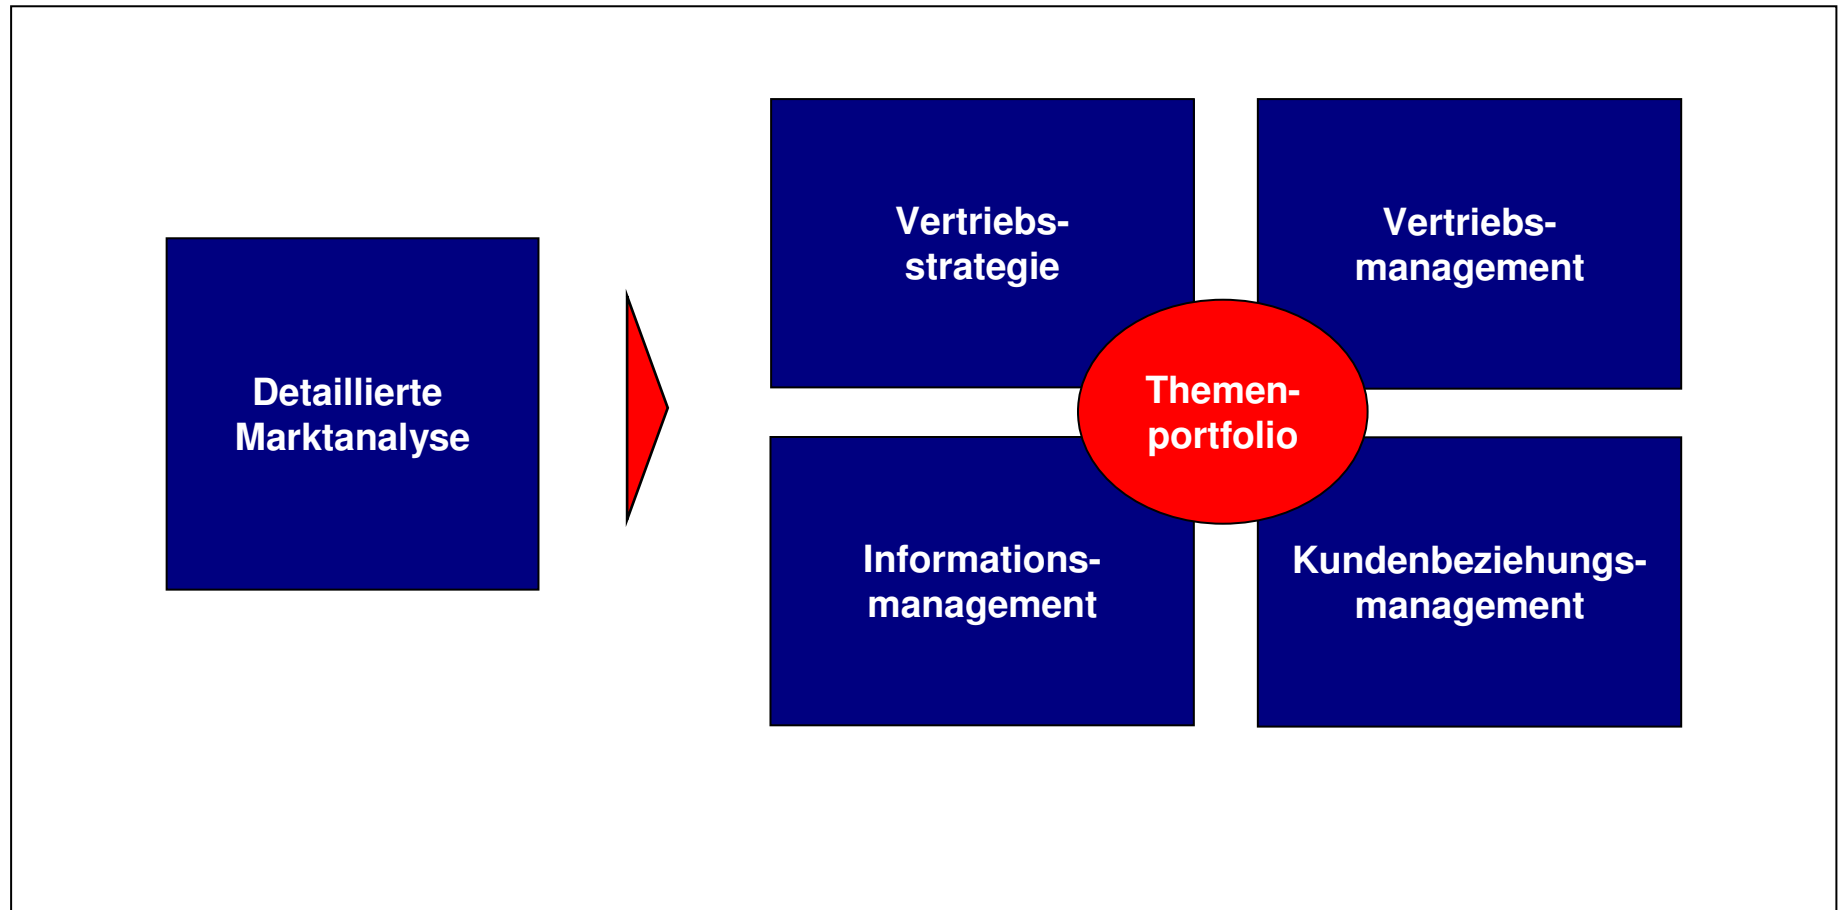 Detaillierte
Marktanalyse
Vertriebs-
strategie
Vertriebs-
management
Themen-
portfolio
Informations-
management
Kundenbeziehungs-
management